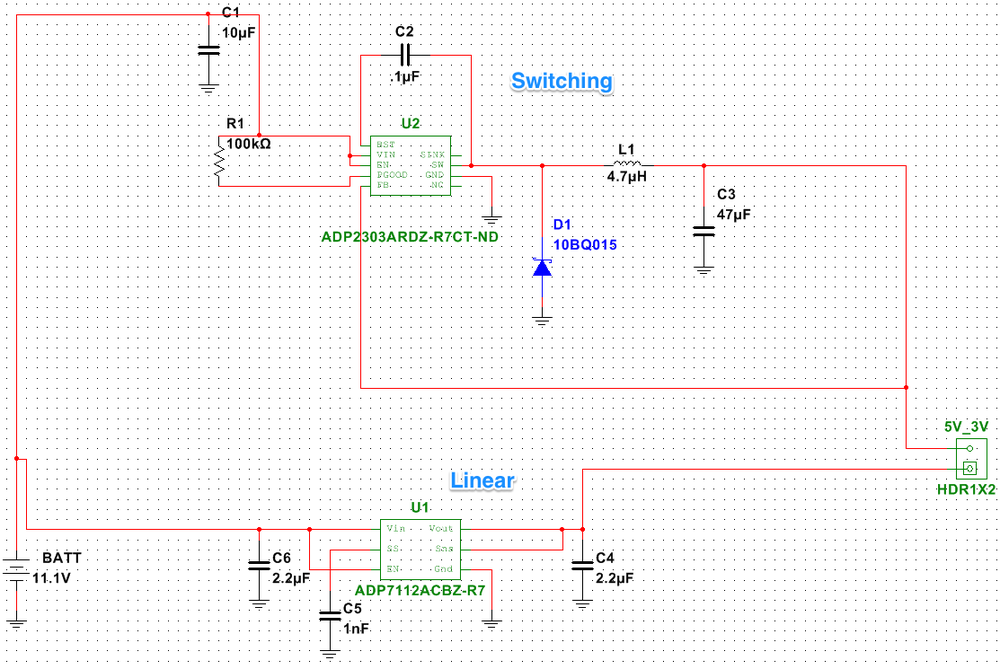 C1
10µF
C2
.1µF
Switching
R1
100kΩ
U2
BST
VIN
EN
PGOOD
FB
SW
GND
NC
ADP2303ARDZ-R7CT-ND
L1
4.7µH
C3
47µF
D1
10BQ015
5V_3V
HDR1X2
Linear
U1
Vin
Vout
SS
Sns
EN
Gnd
ADP7112ACBZ-R7
BATT
11.1V
C6
2.2µF
C5
1nF
C4
2.2µF